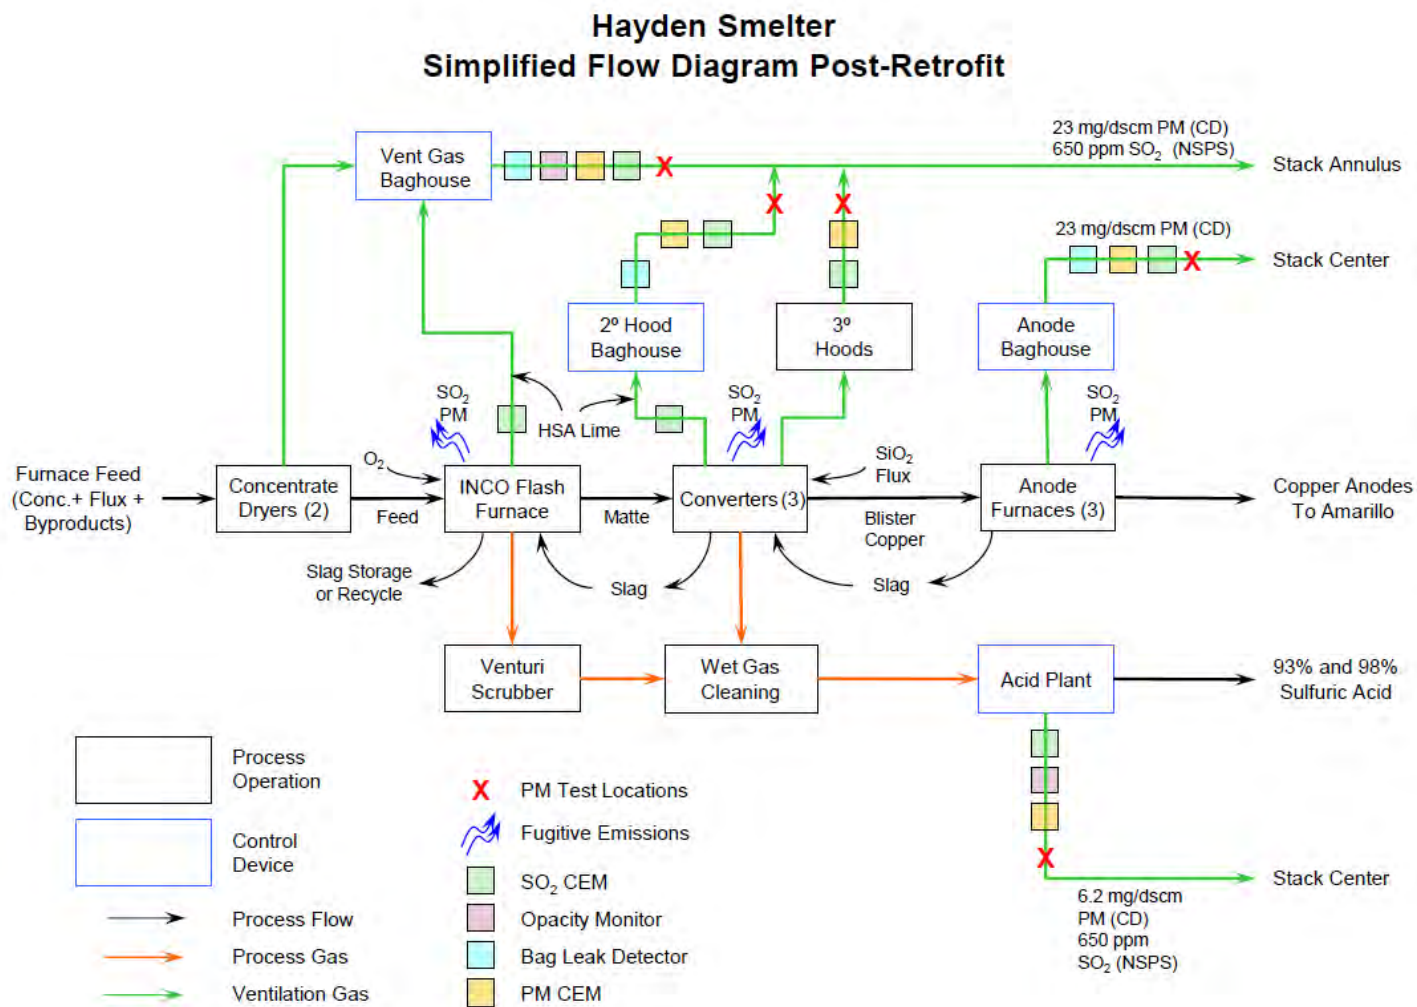 Hayden Smelter
Simplified Flow Diagram Post-Retrofit
23 mg/dscm PM (CD)
650 ppm SO₂ (NSPS)
Stack Annulus
Vent Gas
Baghouse
X
X
X
23 mg/dscm PM (CD)
X
Stack Center
2º Hood
Baghouse
3º
Hoods
Anode
Baghouse
SO₂
PM
HSA Lime
SO₂
PM
SO₂
PM
O₂
SiO₂
Flux
Furnace Feed
(Conc.+ Flux +
Byproducts)
Concentrate
Dryers (2)
Feed
INCO Flash
Furnace
Matte
Converters (3)
Blister
Copper
Anode
Furnaces (3)
Copper Anodes
To Amarillo
Slag Storage
or Recycle
Slag
Slag
Venturi
Scrubber
Wet Gas
Cleaning
Acid Plant
93% and 98%
Sulfuric Acid
X
6.2 mg/dscm
PM (CD)
650 ppm
SO₂ (NSPS)
Stack Center
Process
Operation
Control
Device
Process Flow
Process Gas
Ventilation Gas
X PM Test Locations
Fugitive Emissions
SO₂ CEM
Opacity Monitor
Bag Leak Detector
PM CEM